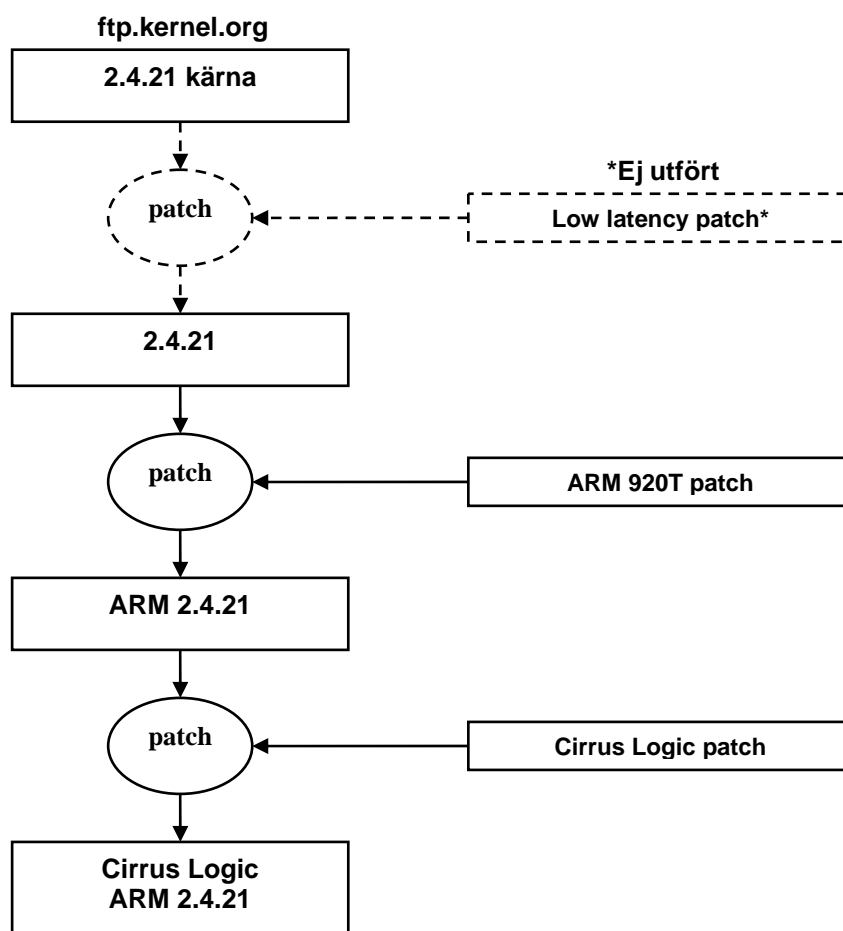 ftp.kernel.org
2.4.21 kärna
*Ej utfört
patch
Low latency patch*
2.4.21
patch
ARM 920T patch
ARM 2.4.21
patch
Cirrus Logic patch
Cirrus Logic
ARM 2.4.21